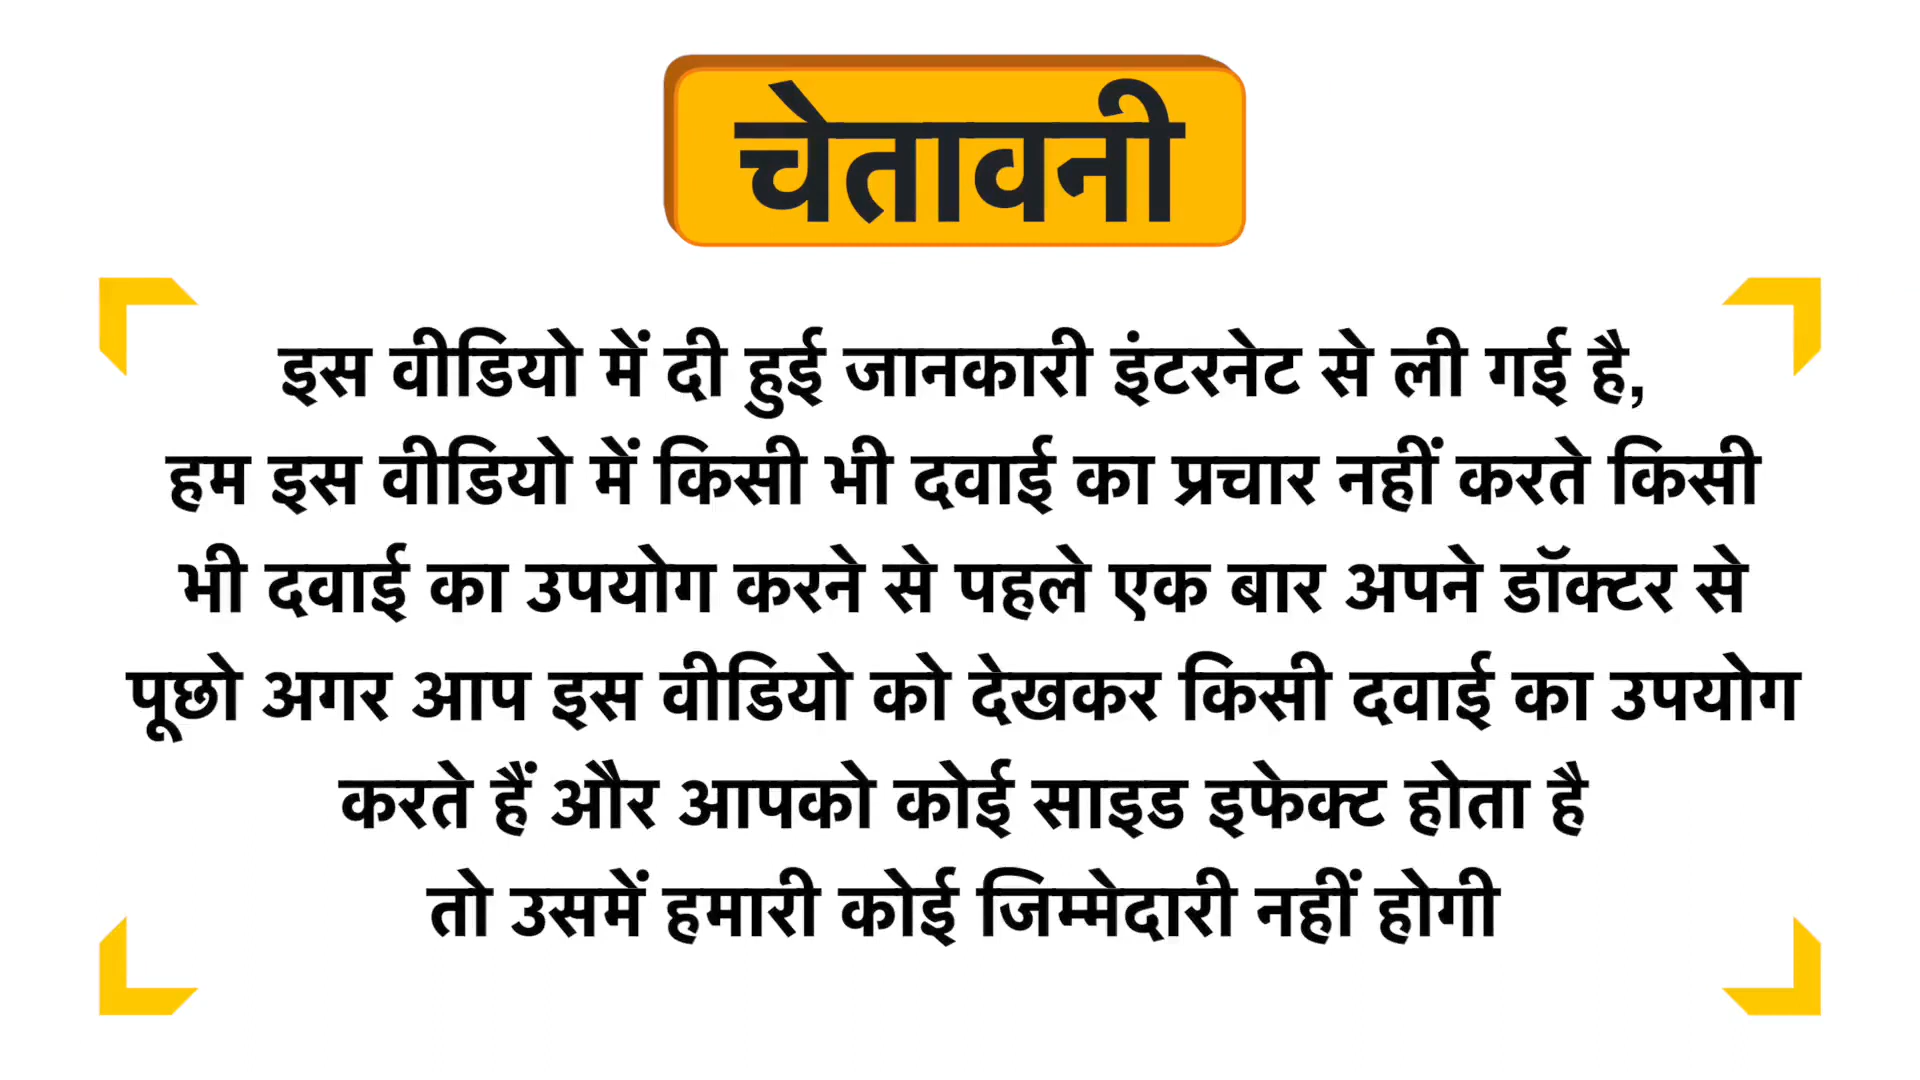 चेतावनी
इस वीडियो में दी हुई जानकारी इंटरनेट से ली गई है,
हम इस वीडियो में किसी भी दवाई का प्रचार नहीं करते किसी
भी दवाई का उपयोग करने से पहले एक बार अपने डॉक्टर से
पूछो अगर आप इस वीडियो को देखकर किसी दवाई का उपयोग
करते हैं और आपको कोई साइड इफेक्ट होता है
तो उसमें हमारी कोई जिम्मेदारी नहीं होगी